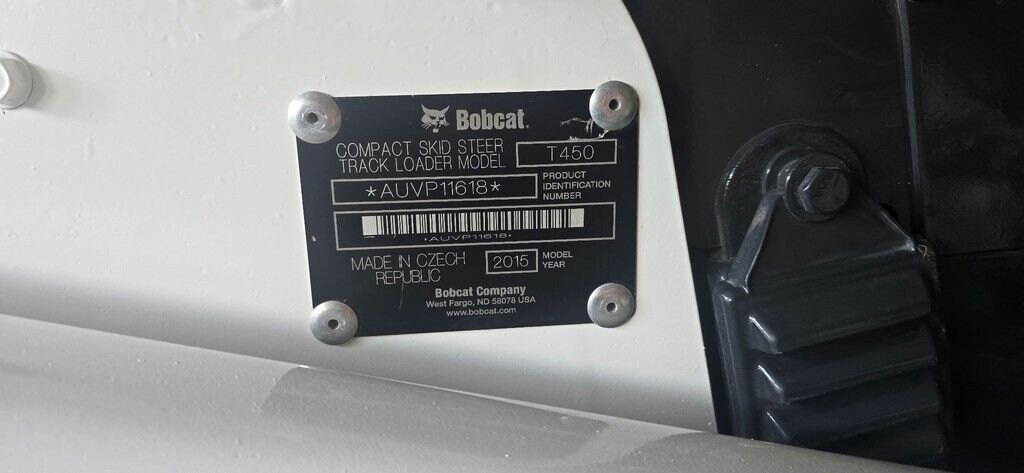 Bobcat.
COMPACT SKID STEER
TRACK LOADER MODEL
T450
*AUVP11618*
PRODUCT
IDENTIFICATION
NUMBER
*AUVP11618*
MADE IN CZECH
REPUBLIC
2015
MODEL
YEAR
Bobcat Company
West Fargo, ND 58078 USA
www.bobcat.com